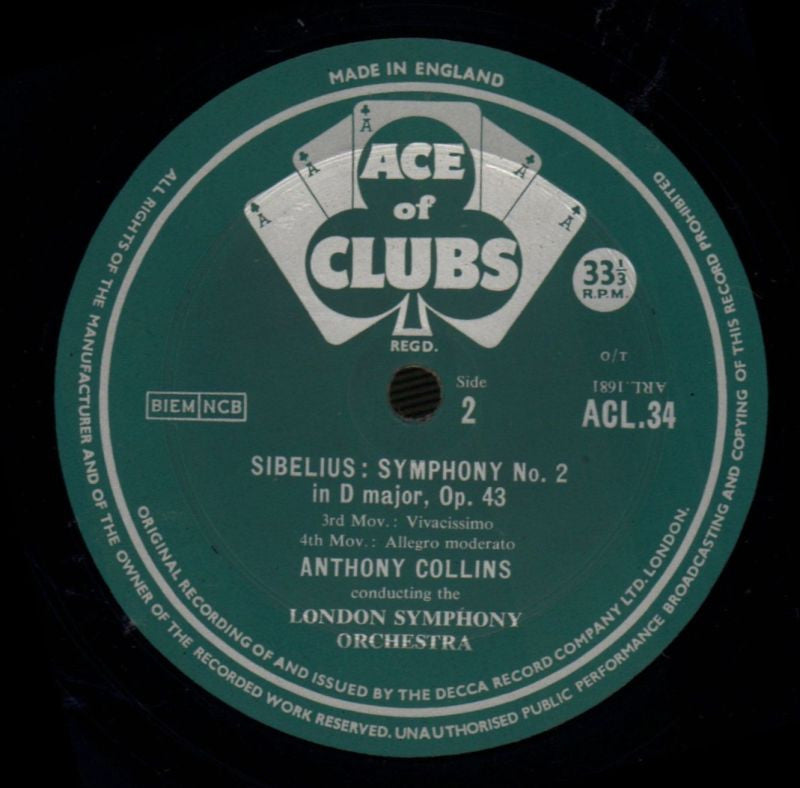 MADE IN ENGLAND
A
A
A
A
A
ACE
of
CLUBS
REGD.
33⅓
R.P.M.
O/T
ARL.1681
BIEM NCB
Side
2
ACL.34
SIBELIUS: SYMPHONY No. 2
in D major, Op. 43
3rd Mov.: Vivacissimo
4th Mov.: Allegro moderato
ANTHONY COLLINS
conducting the
LONDON SYMPHONY
ORCHESTRA
ORIGINAL RECORDING OF AND ISSUED BY THE DECCA RECORD COMPANY LTD. LONDON.
ALL RIGHTS OF THE MANUFACTURER AND OF THE OWNER OF THE RECORDED WORK RESERVED. UNAUTHORISED PUBLIC PERFORMANCE BROADCASTING AND COPYING OF THIS RECORD PROHIBITED